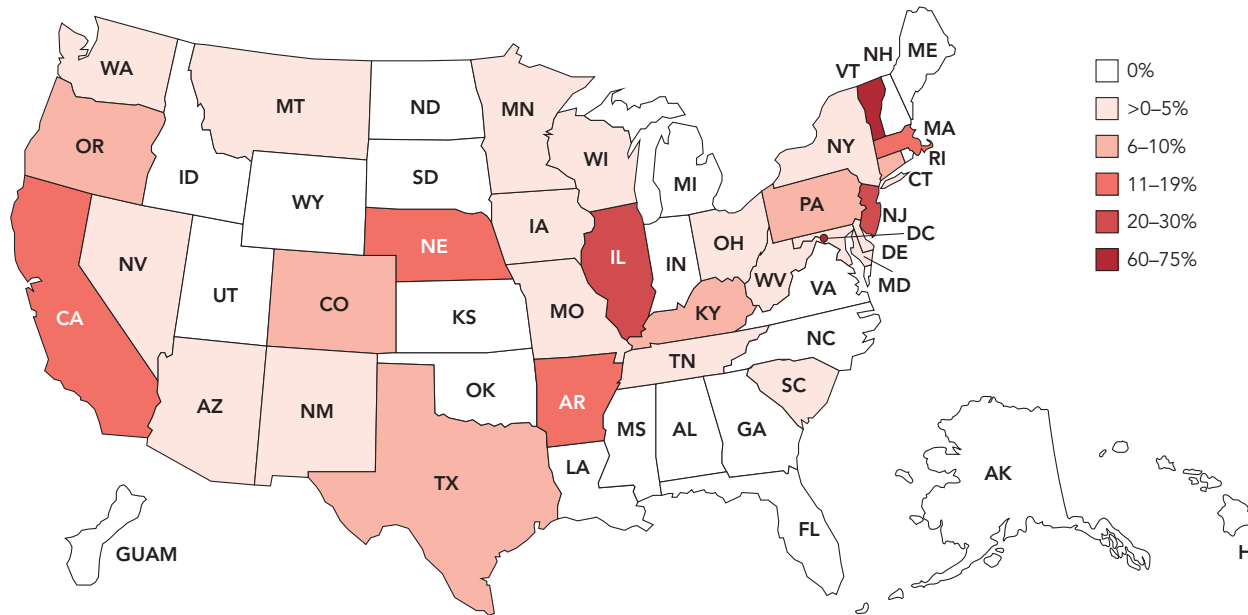 ME
NH
VT
WA
MT
ND
MN
OR
ID
WY
SD
WI
MI
NY
MA
RI
CT
NV
UT
CO
NE
IA
IL
IN
OH
PA
NJ
DC
DE
MD
WV
VA
CA
KS
MO
KY
NC
TN
AZ
NM
OK
AR
SC
MS
AL
GA
LA
TX
FL
AK
H
GUAM
0%
>0–5%
6–10%
11–19%
20–30%
60–75%